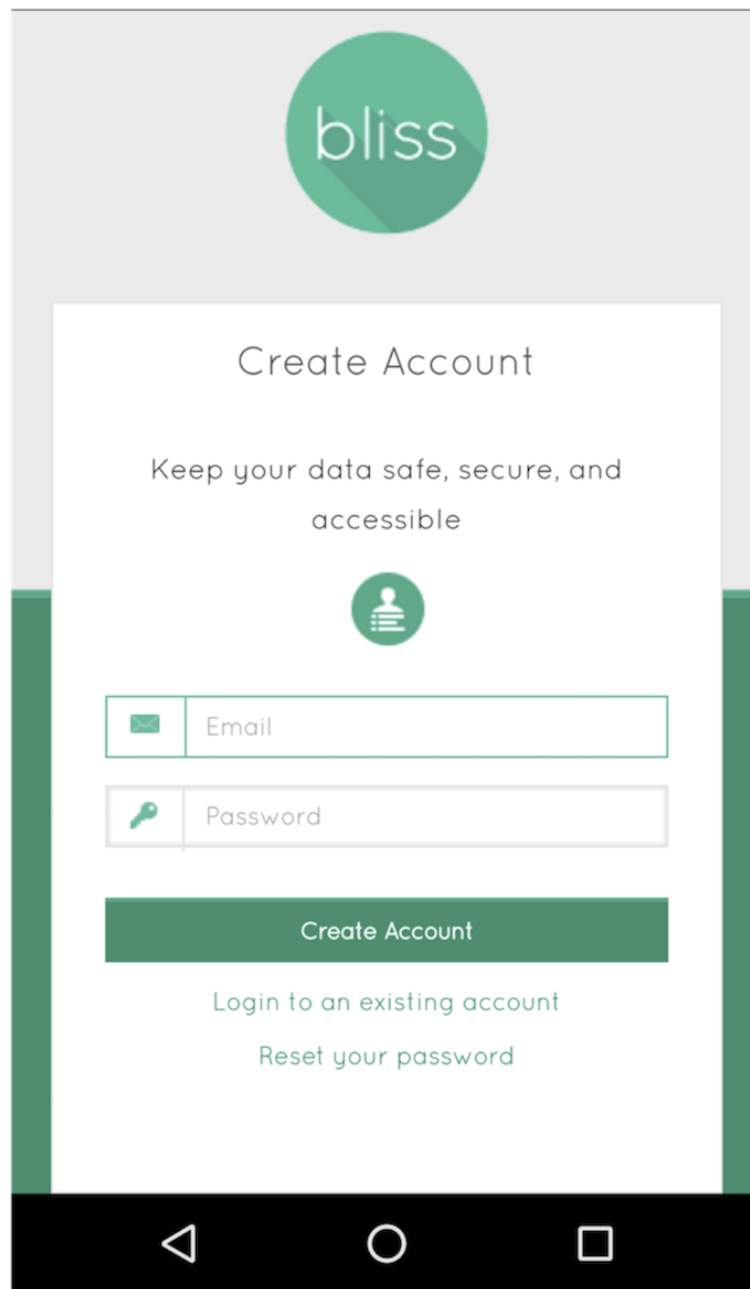 bliss
Create Account
Keep your data safe, secure, and
accessible
Email
Password
Create Account
Login to an existing account
Reset your password